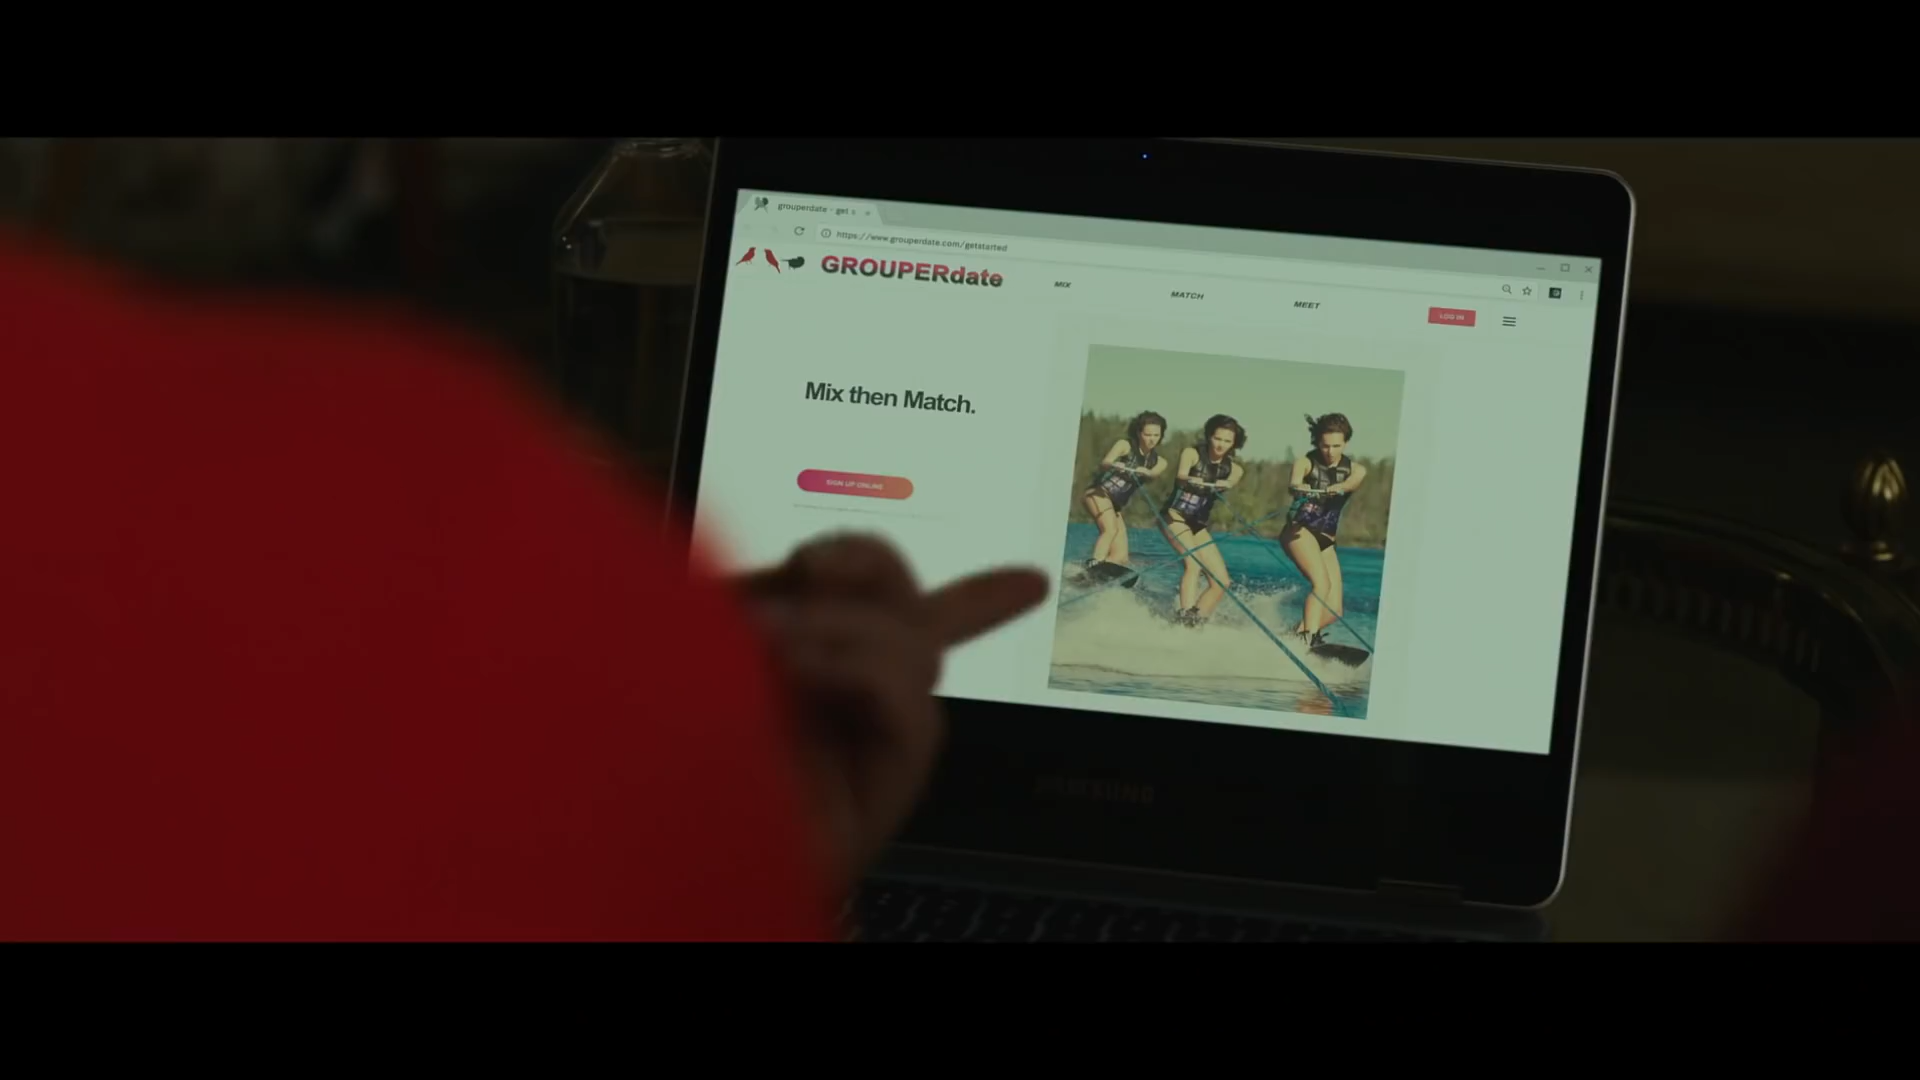 grouperdate - get s
https://www.grouperdate.com/getstarted
GROUPERdate
MIX
MATCH
MEET
LOG IN
Mix then Match.
SIGN UP ONLINE
SAMSUNG